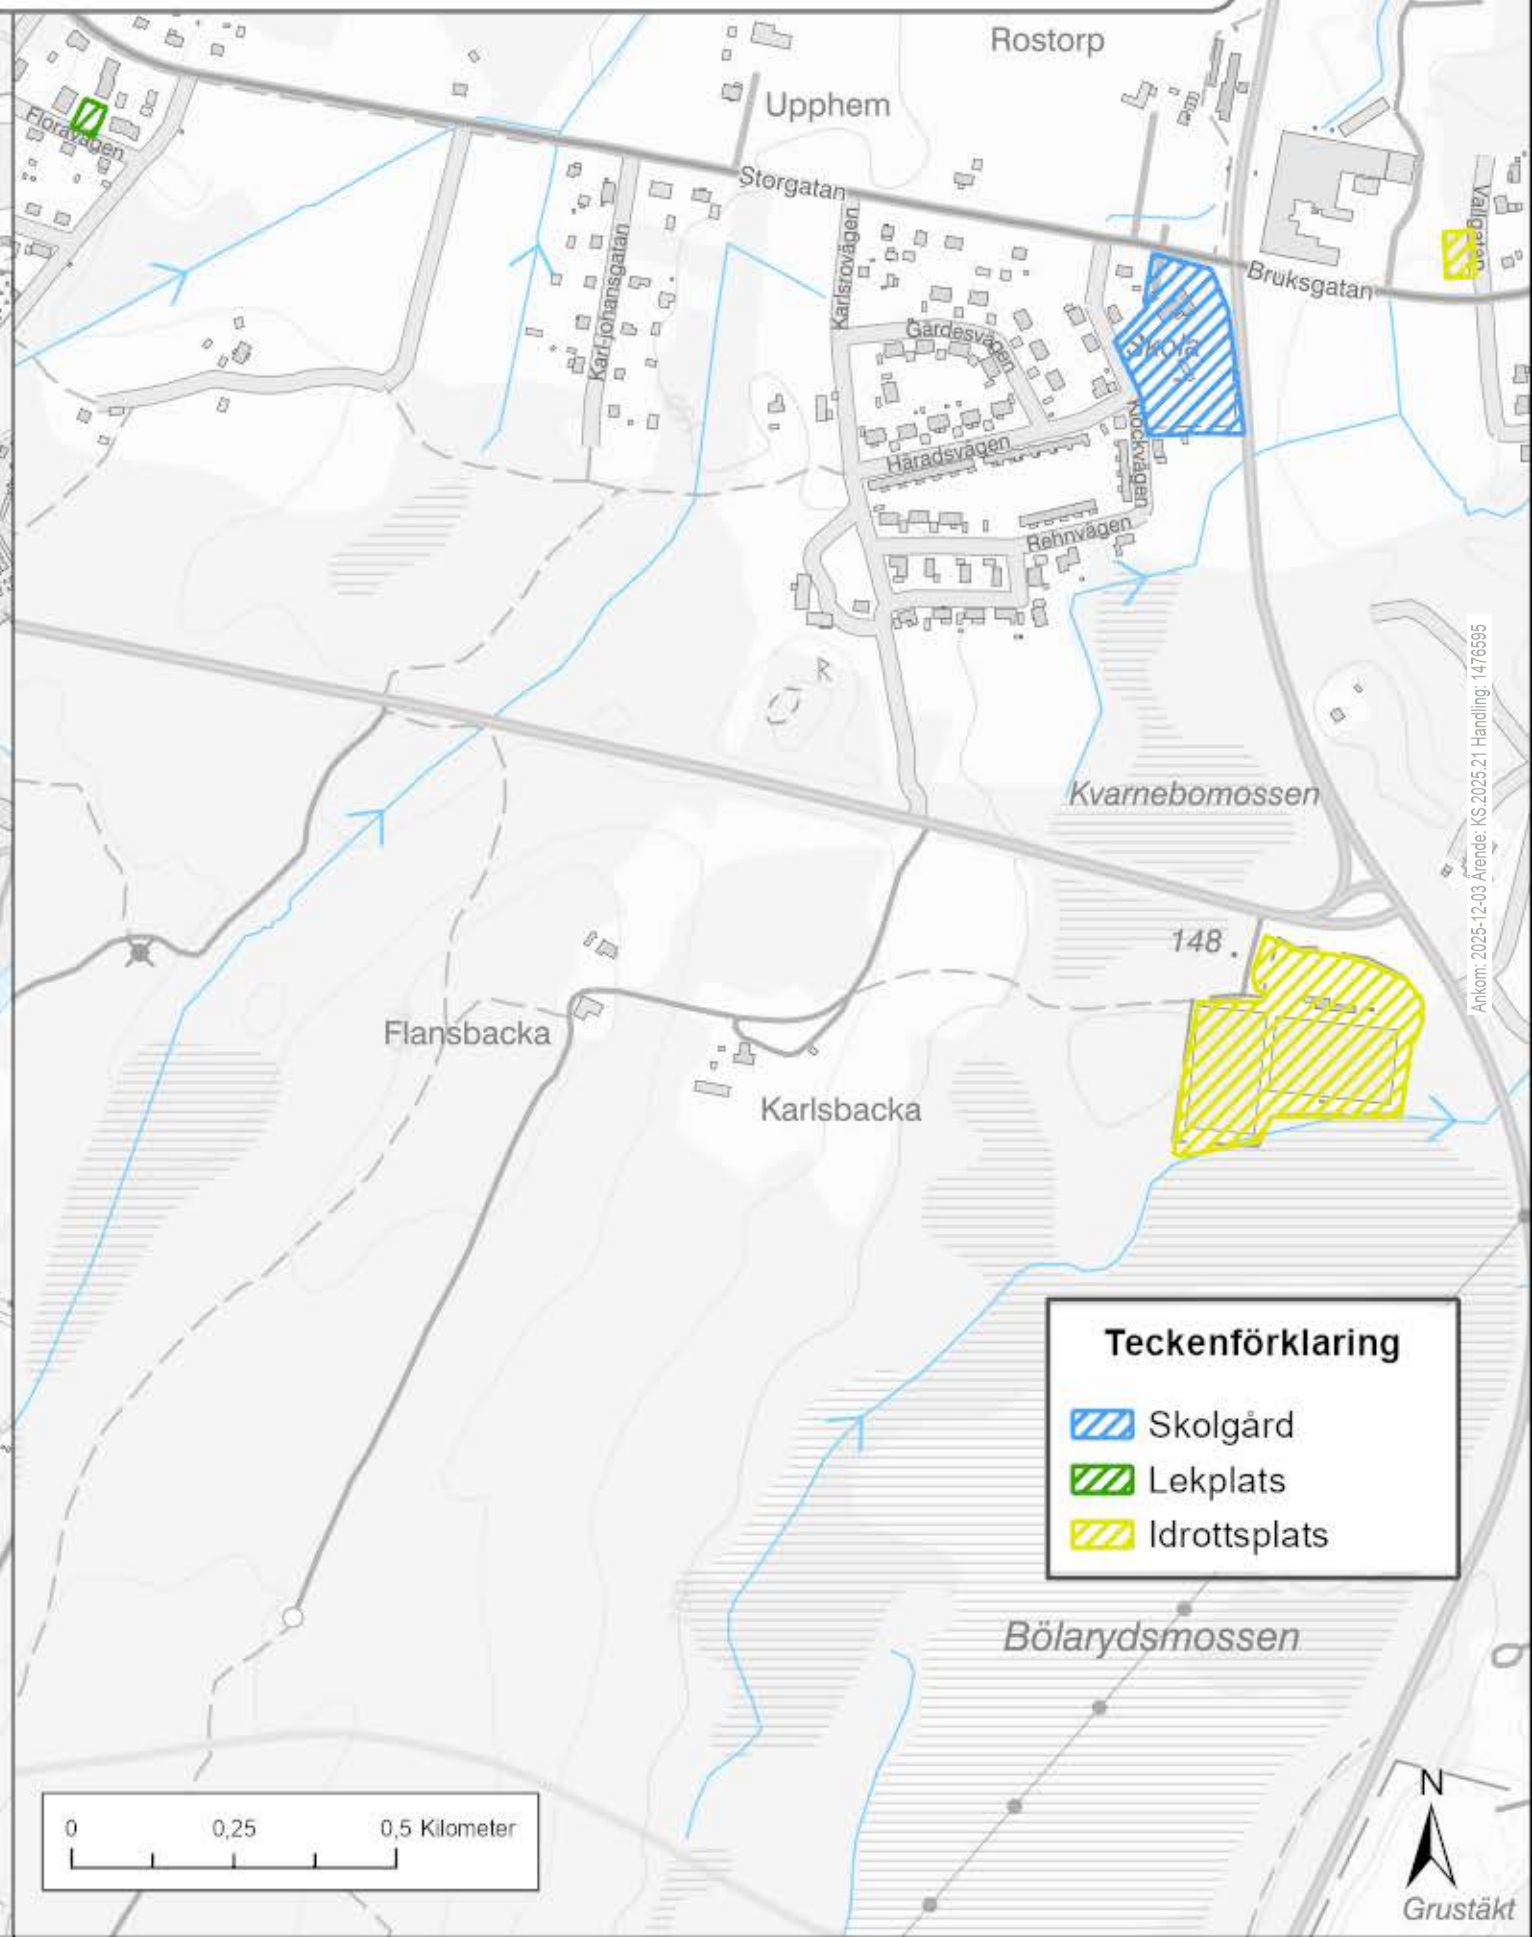 Rostorp
Upphem
Floravägen
Storgatan
Vallgatan
Karlsrovägen
Karl-johansgatan
Bruksgatan
Gärdesvägen
Skola
Klockvägen
Häradsvägen
Rehnvägen
R
Ankom: 2025-12-03 Ärende: KS.2025.21 Handling: 1476595
Kvarnebomossen
148
Flansbacka
Karlsbacka
Teckenförklaring
Skolgård
Lekplats
Idrottsplats
Bölarydsmossen
N
0 0,25 0,5 Kilometer
Grustäkt